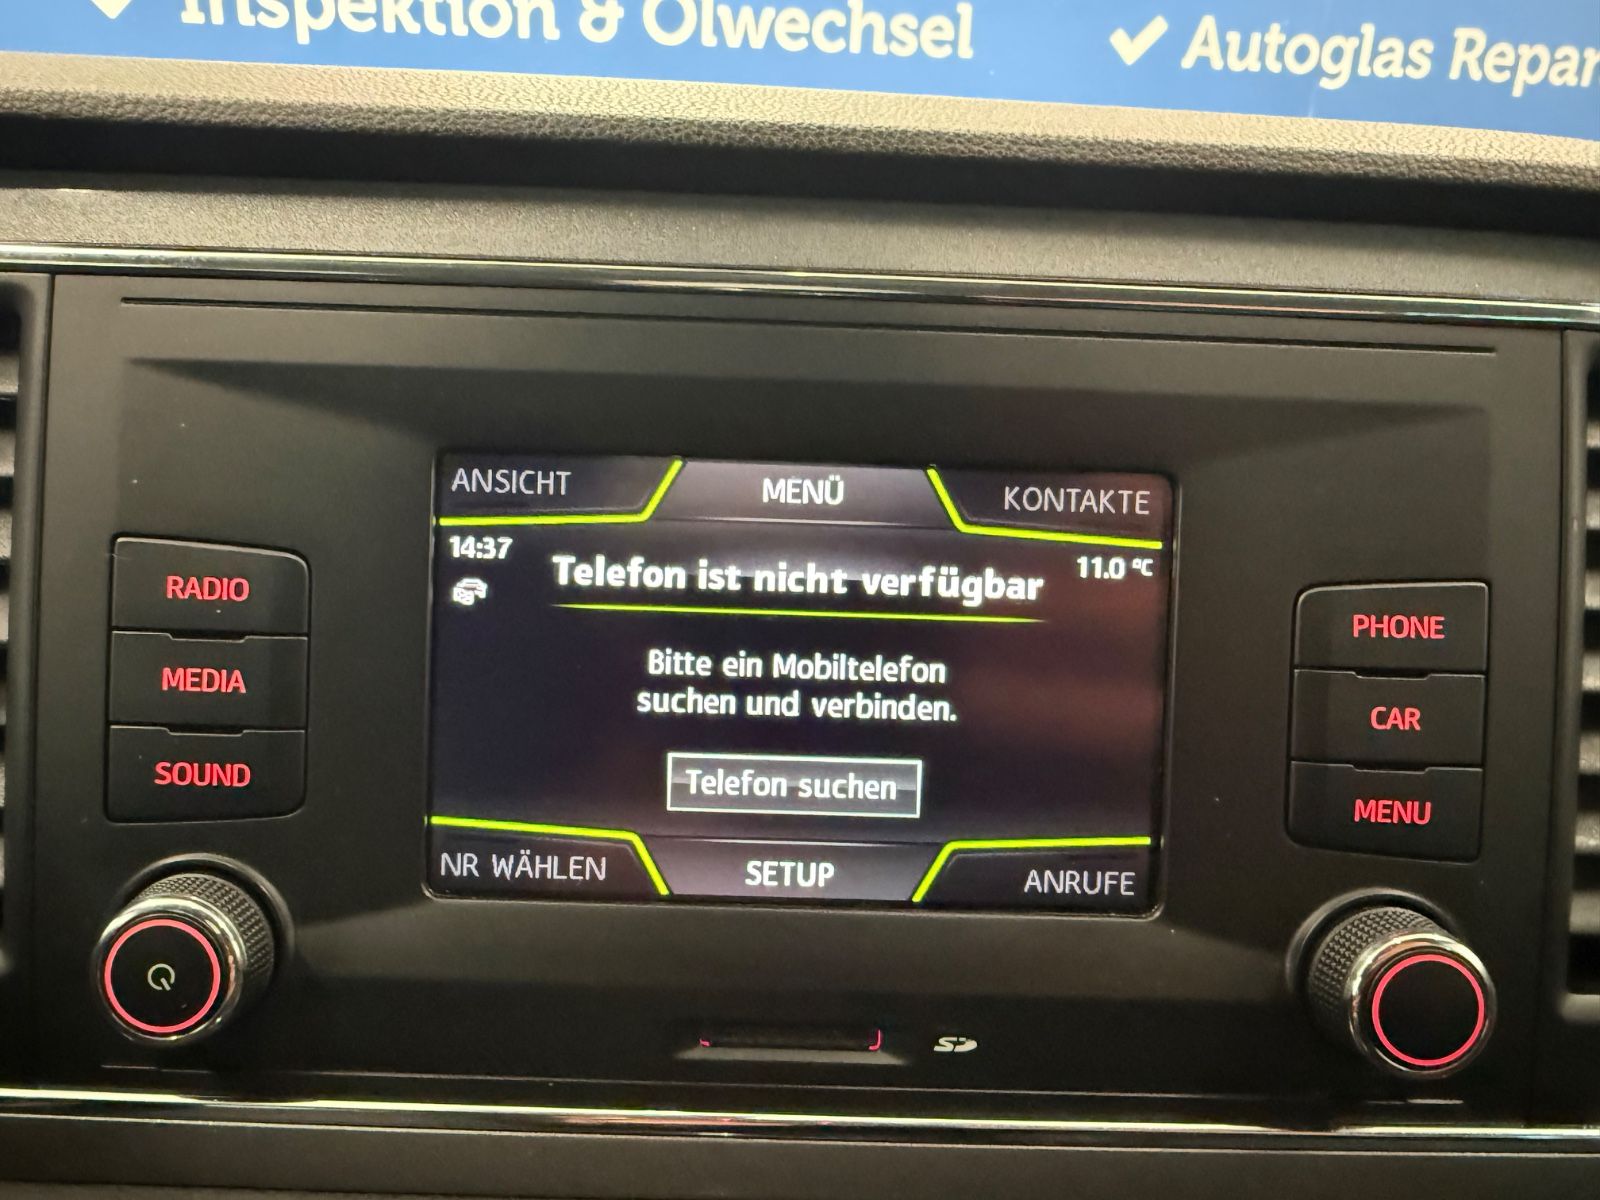 Inspektion & Ölwechsel
Autoglas Repar
ANSICHT
MENÜ
KONTAKTE
14:37
Telefon ist nicht verfügbar
11.0 °C
RADIO
PHONE
Bitte ein Mobiltelefon
suchen und verbinden.
MEDIA
CAR
SOUND
Telefon suchen
MENU
NR WÄHLEN
SETUP
ANRUFE
SD